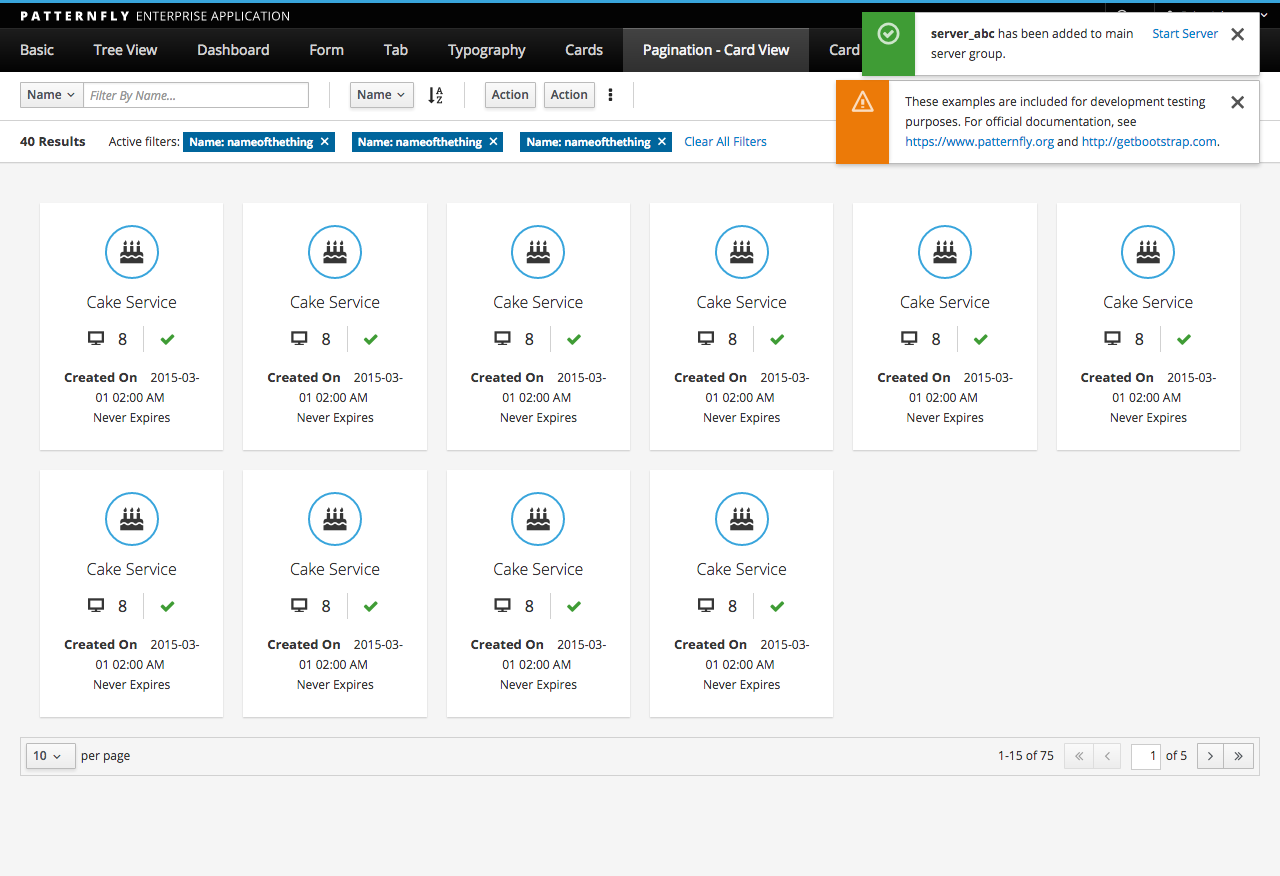 PATTERNFLY ENTERPRISE APPLICATION
Basic Tree View Dashboard Form Tab Typography Cards Pagination - Card View Card
server_abc has been added to main server group. Start Server
Name Filter By Name... Name Action Action
These examples are included for development testing
purposes. For official documentation, see
https://www.patternfly.org and http://getbootstrap.com.
40 Results Active filters: Name: nameofthething Name: nameofthething Name: nameofthething Clear All Filters
Cake Service Cake Service Cake Service Cake Service Cake Service Cake Service
8 8 8 8 8 8
Created On 2015-03- Created On 2015-03- Created On 2015-03- Created On 2015-03- Created On 2015-03- Created On 2015-03-
01 02:00 AM 01 02:00 AM 01 02:00 AM 01 02:00 AM 01 02:00 AM 01 02:00 AM
Never Expires Never Expires Never Expires Never Expires Never Expires Never Expires
Cake Service Cake Service Cake Service Cake Service
8 8 8 8
Created On 2015-03- Created On 2015-03- Created On 2015-03- Created On 2015-03-
01 02:00 AM 01 02:00 AM 01 02:00 AM 01 02:00 AM
Never Expires Never Expires Never Expires Never Expires
10 per page 1-15 of 75 1 of 5